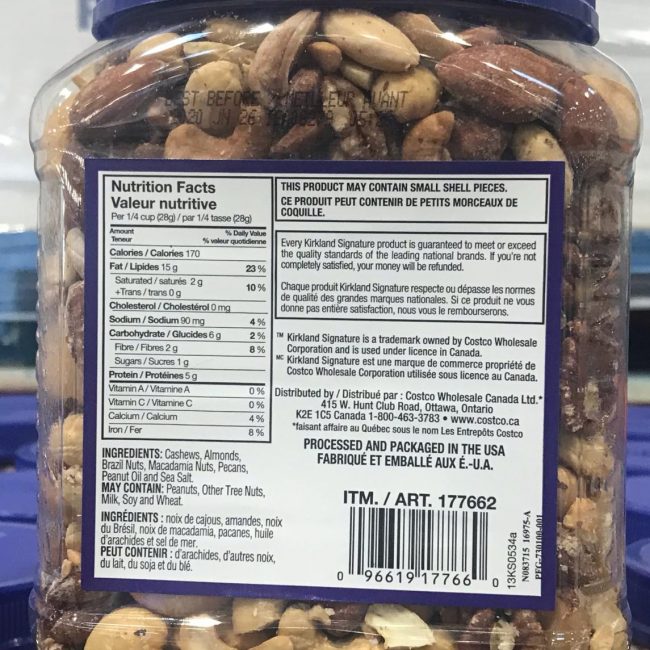 BEST BEFORE / MEILLEUR AVANT
Nutrition Facts
Valeur nutritive
Per 1/4 cup (28g) / par 1/4 tasse (28g)
Amount % Daily Value
Teneur % valeur quotidienne
Calories / Calories 170
Fat / Lipides 15 g 23 %
Saturated / saturés 2 g
+Trans / trans 0 g 10 %
Cholesterol / Cholestérol 0 mg
Sodium / Sodium 90 mg 4 %
Carbohydrate / Glucides 6 g 2 %
Fibre / Fibres 2 g 8 %
Sugars / Sucres 1 g
Protein / Protéines 5 g
Vitamin A / Vitamine A 0 %
Vitamin C / Vitamine C 0 %
Calcium / Calcium 4 %
Iron / Fer 8 %
INGREDIENTS: Cashews, Almonds,
Brazil Nuts, Macadamia Nuts, Pecans,
Peanut Oil and Sea Salt.
MAY CONTAIN: Peanuts, Other Tree Nuts,
Milk, Soy and Wheat.
INGRÉDIENTS : noix de cajous, amandes, noix
du Brésil, noix de macadamia, pacanes, huile
d'arachides et sel de mer.
PEUT CONTENIR : d'arachides, d'autres noix,
du lait, du soja et du blé.
THIS PRODUCT MAY CONTAIN SMALL SHELL PIECES.
CE PRODUIT PEUT CONTENIR DE PETITS MORCEAUX DE
COQUILLE.
Every Kirkland Signature product is guaranteed to meet or exceed
the quality standards of the leading national brands. If you're not
completely satisfied, your money will be refunded.
Chaque produit Kirkland Signature respecte ou dépasse les normes
de qualité des grandes marques nationales. Si ce produit ne vous
donne pas entière satisfaction, nous vous le rembourserons.
™ Kirkland Signature is a trademark owned by Costco Wholesale
Corporation and is used under licence in Canada.
MC Kirkland Signature est une marque de commerce propriété de
Costco Wholesale Corporation utilisée sous licence au Canada.
Distributed by / Distribué par : Costco Wholesale Canada Ltd.*
415 W. Hunt Club Road, Ottawa, Ontario
K2E 1C5 Canada 1-800-463-3783 • www.costco.ca
*faisant affaire au Québec sous le nom Les Entrepôts Costco
PROCESSED AND PACKAGED IN THE USA
FABRIQUÉ ET EMBALLÉ AUX É.-U.A.
ITM. / ART. 177662
0 96619 17766 0
13KS0534a
N083715 16975-A
PFG-730100-001